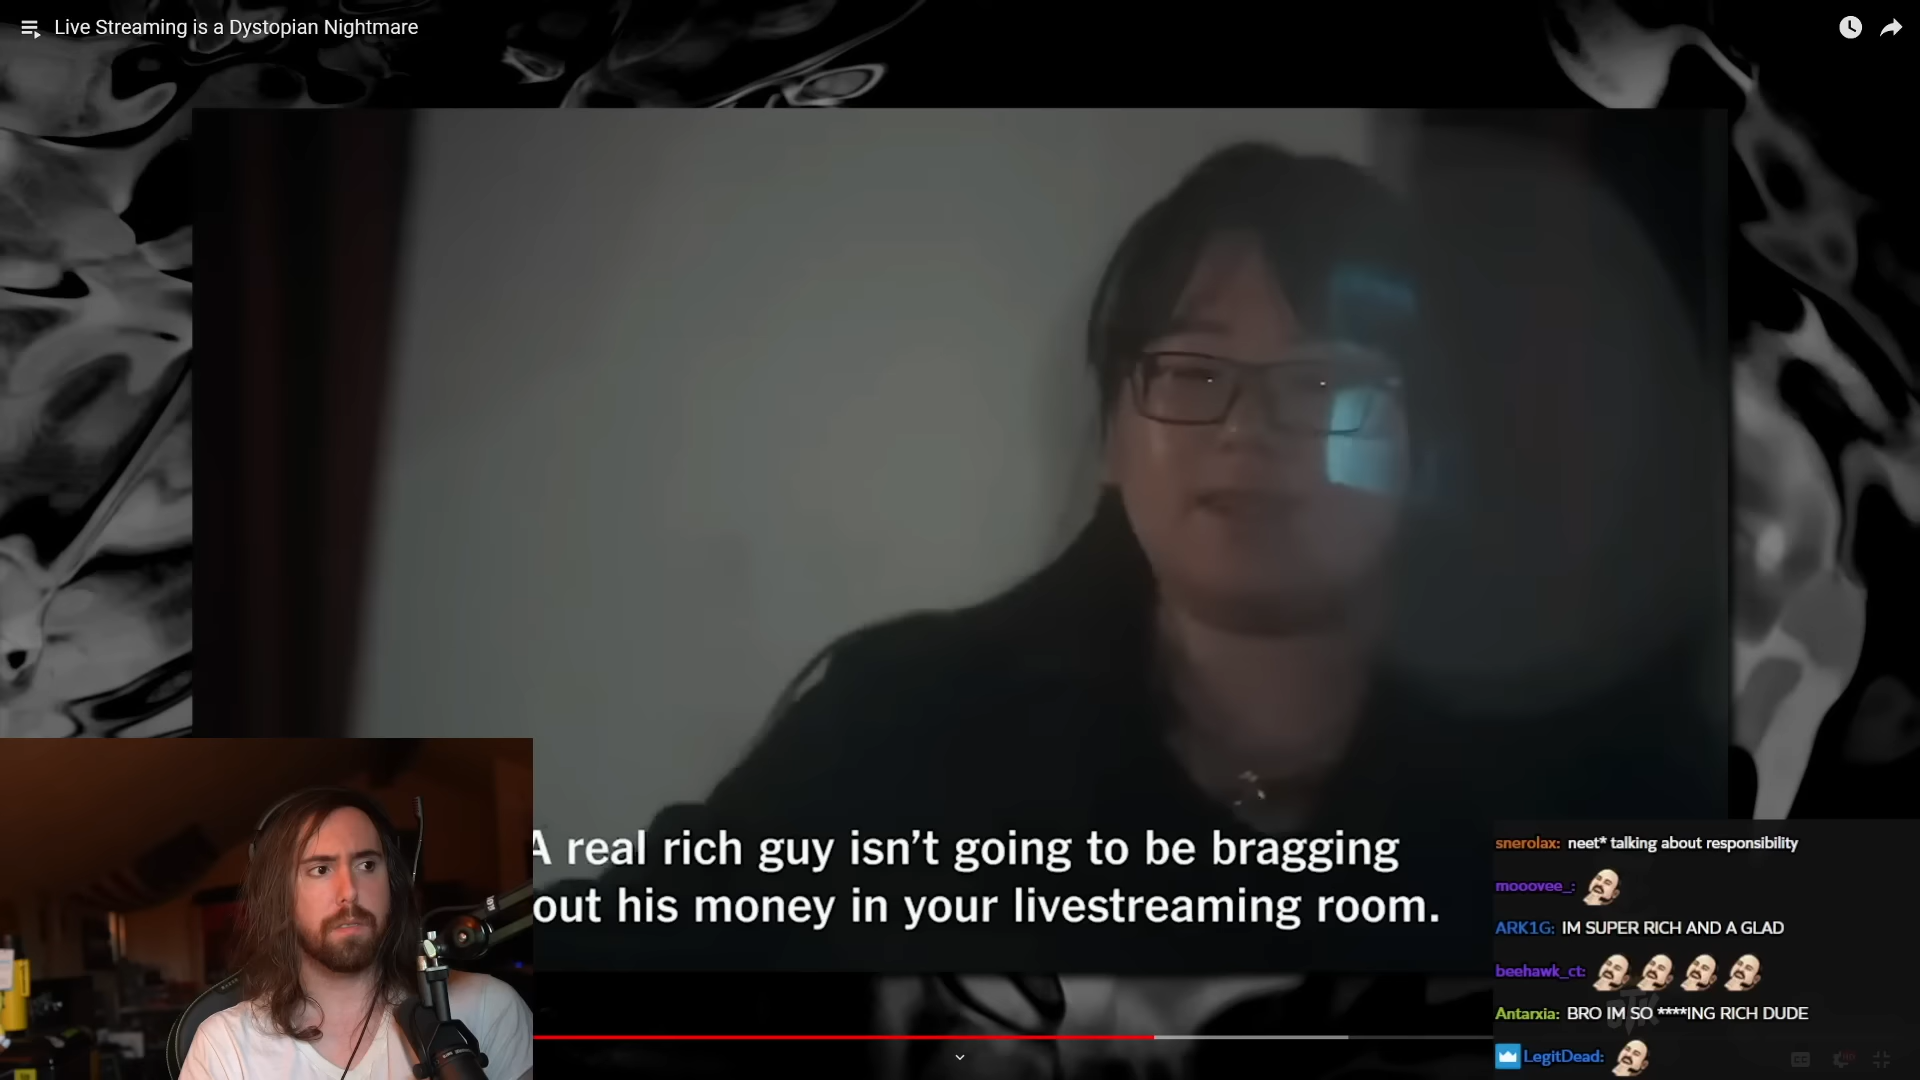 Live Streaming is a Dystopian Nightmare
A real rich guy isn't going to be bragging
out his money in your livestreaming room.
snerolax: neet* talking about responsibility
mooovee_:
ARK1G: IM SUPER RICH AND A GLAD
beehawk_ct:
Antarxia: BRO IM SO ****ING RICH DUDE
LegitDead: